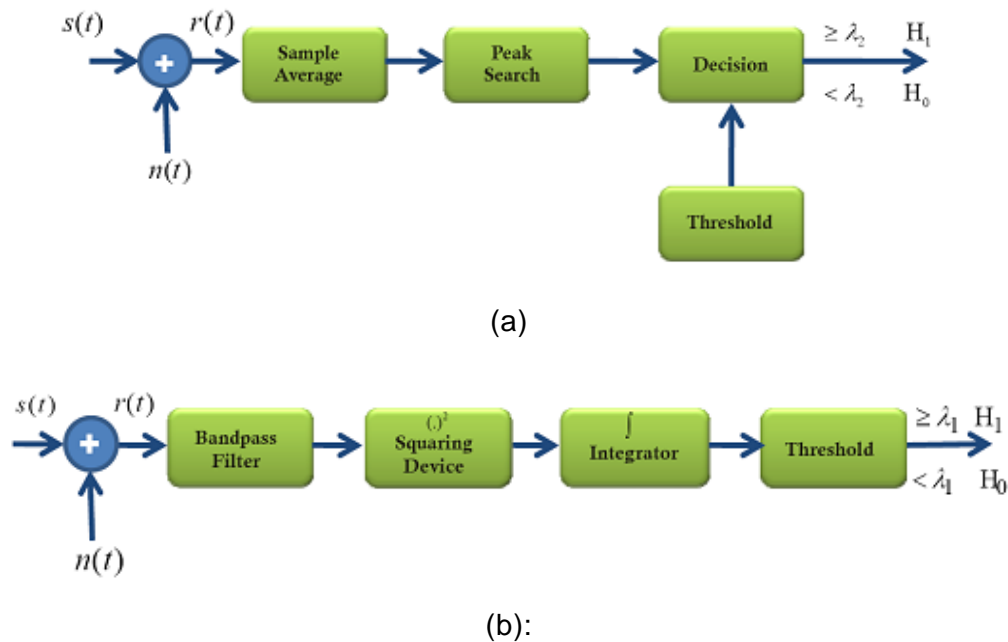 s(t) r(t)
+
n(t)
Sample
Average
Peak
Search
Decision
≥ λ₂ H₁
< λ₂ H₀
Threshold
(a)
s(t) r(t)
+
n(t)
Bandpass
Filter
(.)²
Squaring
Device
∫
Integrator
Threshold
≥ λ₁ H₁
< λ₁ H₀
(b):